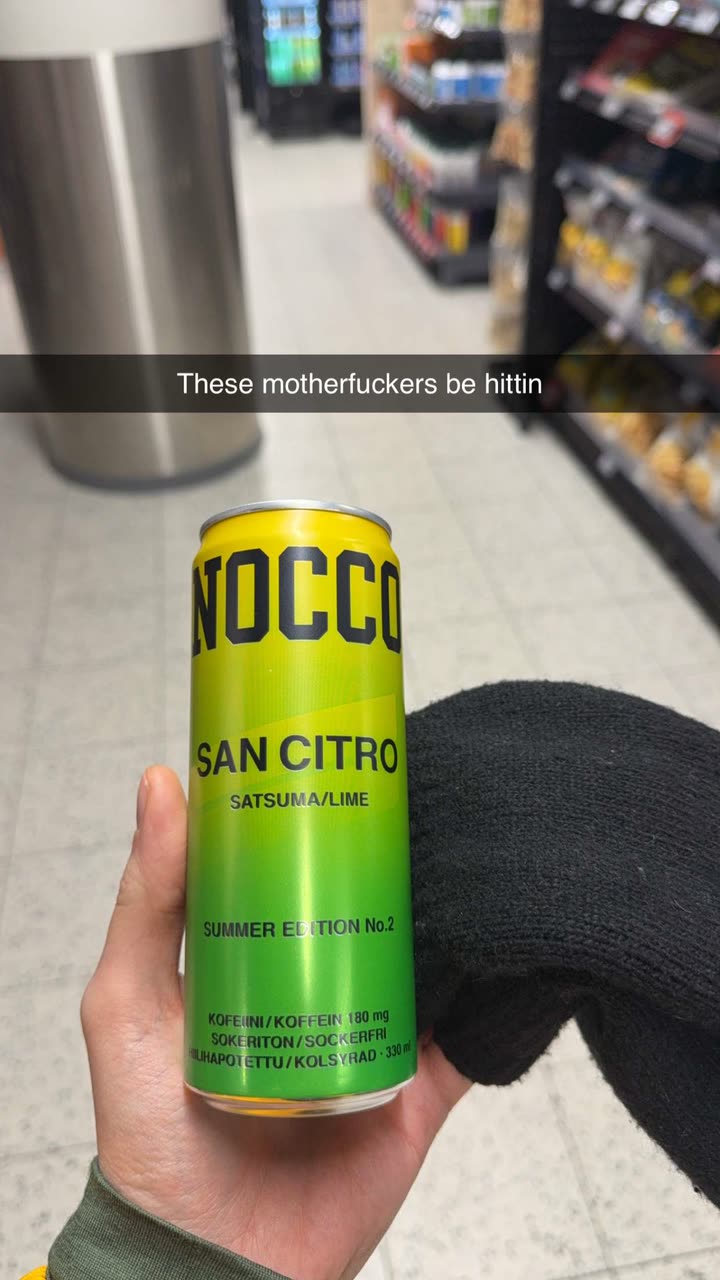 These motherfuckers be hittin
NOCCO
SAN CITRO
SATSUMA/LIME
SUMMER EDITION No.2
KOFEIINI/KOFFEIN 180 mg
SOKERITON/SOCKERFRI
HIILIHAPOTETTU/KOLSYRAD · 330 ml